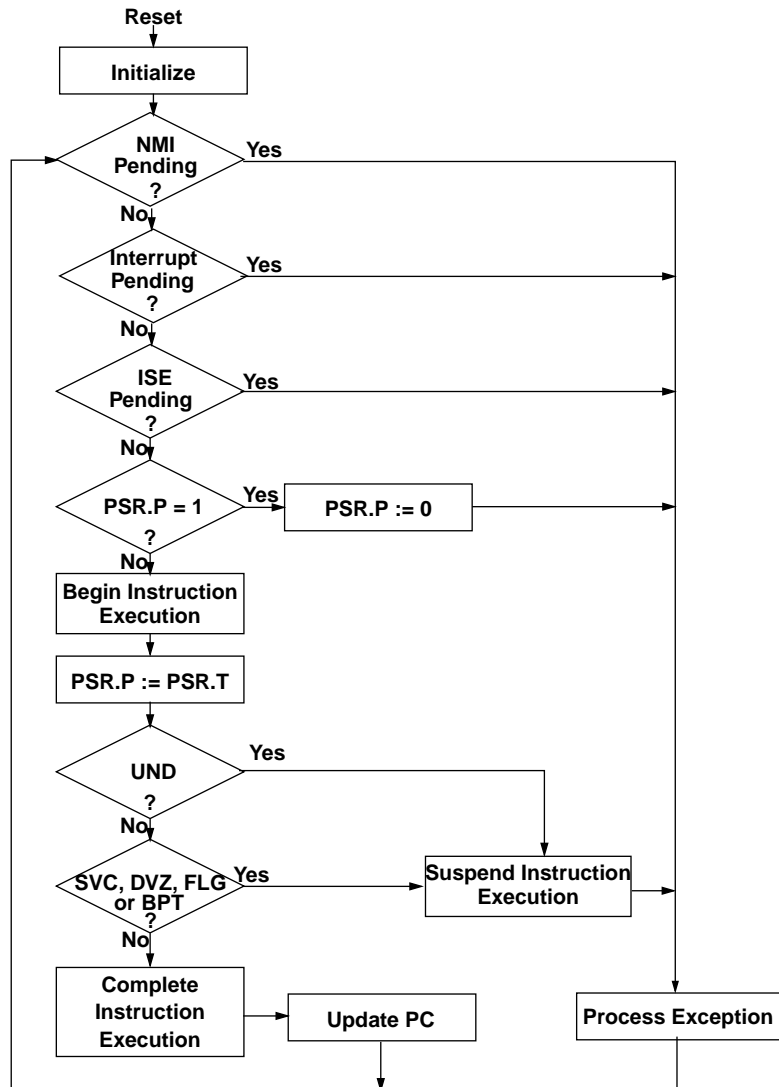 Reset
Initialize
NMI
Pending
?
Yes
No
Interrupt
Pending
?
Yes
No
ISE
Pending
?
Yes
No
PSR.P = 1
?
Yes
PSR.P := 0
No
Begin Instruction
Execution
PSR.P := PSR.T
UND
?
Yes
No
SVC, DVZ, FLG
or BPT
?
Yes
Suspend Instruction
Execution
No
Complete
Instruction
Execution
Update PC
Process Exception